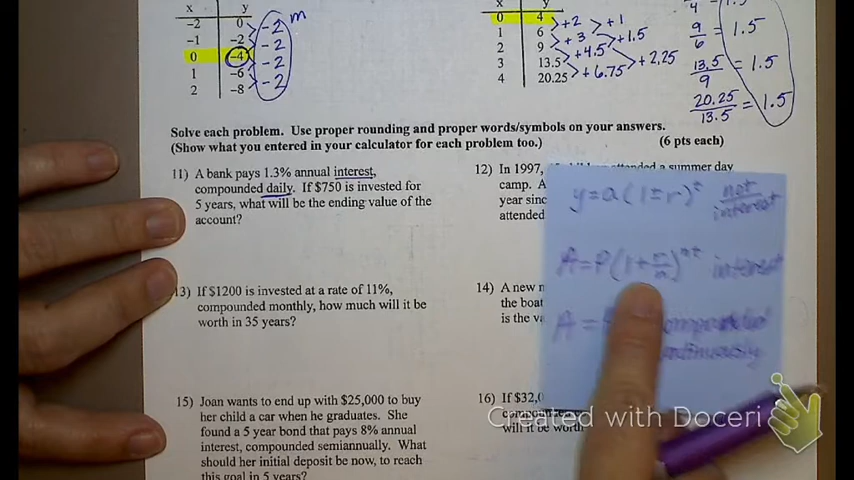 x y
-2 0
-1 -2
0 -4
1 -6
2 -8
-2
-2
-2
-2
m
x y
0 4
1 6
2 9
3 13.5
4 20.25
+2
+3
+4.5
+6.75
+1
+1.5
+2.25
9/6 = 1.5
13.5/9 = 1.5
20.25/13.5 = 1.5
Solve each problem. Use proper rounding and proper words/symbols on your answers.
(Show what you entered in your calculator for each problem too.) (6 pts each)
11) A bank pays 1.3% annual interest,
compounded daily. If $750 is invested for
5 years, what will be the ending value of the
account?
12) In 1997, attended a summer day
camp. A
year sinc
attended
y=a(1±r)^t not interest
A=P(1+r/n)^nt interest
A = compounded
continuously
13) If $1200 is invested at a rate of 11%,
compounded monthly, how much will it be
worth in 35 years?
14) A new
the boat
is the va
15) Joan wants to end up with $25,000 to buy
her child a car when he graduates. She
found a 5 year bond that pays 8% annual
interest, compounded semiannually. What
should her initial deposit be now, to reach
this goal in 5 years?
16) If $32,0
compound
will it be worth
Created with Doceri